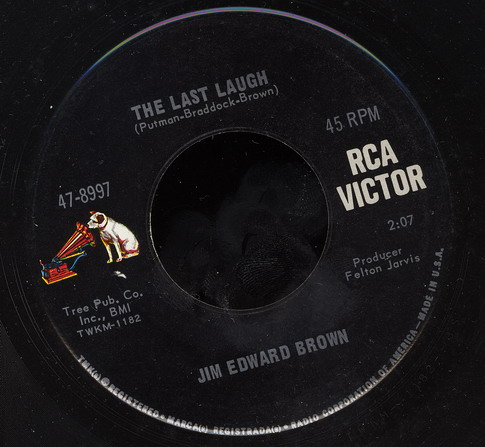 THE LAST LAUGH
(Putman-Braddock-Brown)
45 RPM
RCA
VICTOR
47-8997
2:07
Producer
Felton Jarvis
Tree Pub. Co.
Inc., BMI
TWKM-1182
JIM EDWARD BROWN
TMK(s) ® REGISTERED • MARCA(s) REGISTRADA(s) • RADIO CORPORATION OF AMERICA—MADE IN U.S.A.